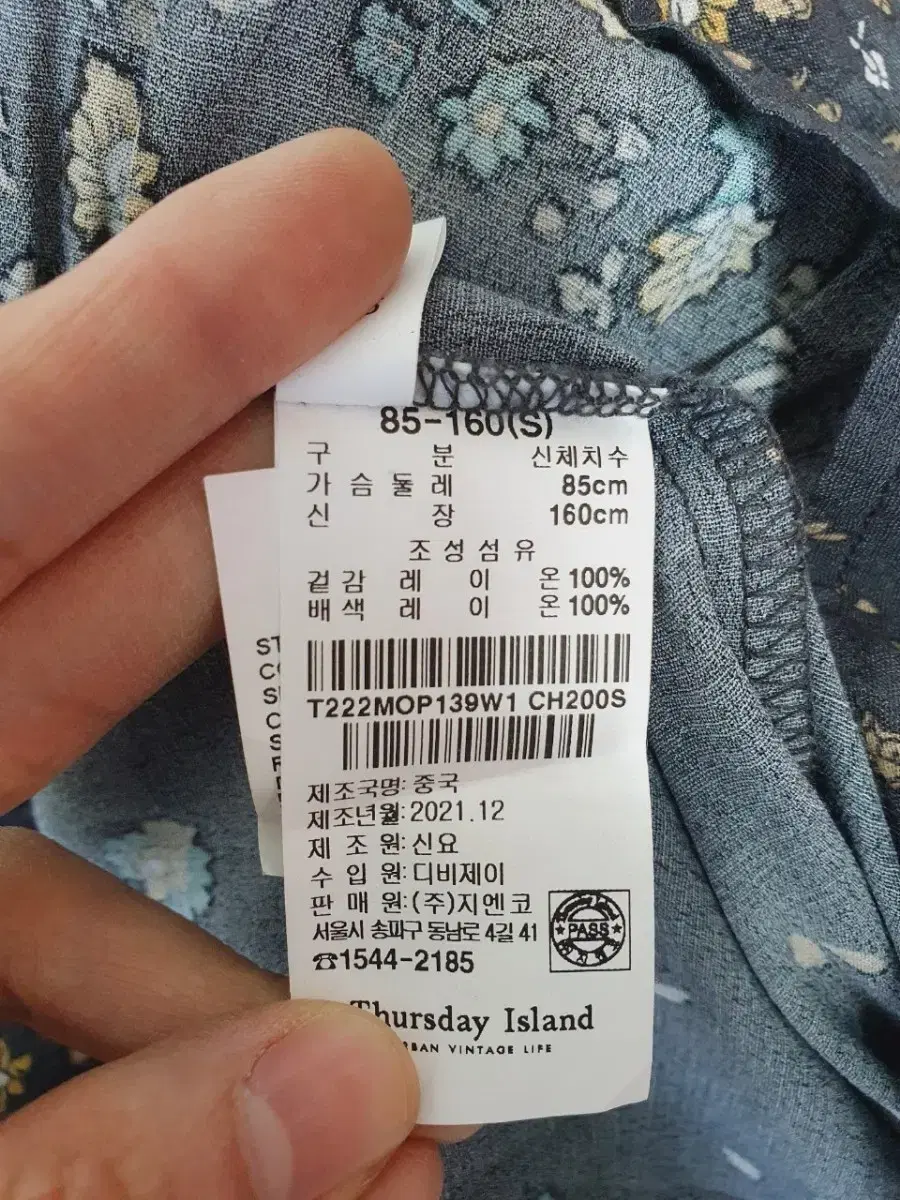 85-160(S)
구 분 신체치수
가 슴 둘 레 85cm
신 장 160cm
조 성 섬 유
겉 감 레 이 온 100%
배 색 레 이 온 100%
T222MOP139W1 CH200S
제조국명: 중국
제조년월: 2021.12
제 조 원: 신요
수 입 원: 디비제이
판 매 원: (주)지엔코
서울시 송파구 동남로 4길 41
☎1544-2185
PASS
Thursday Island
VINTAGE LIFE